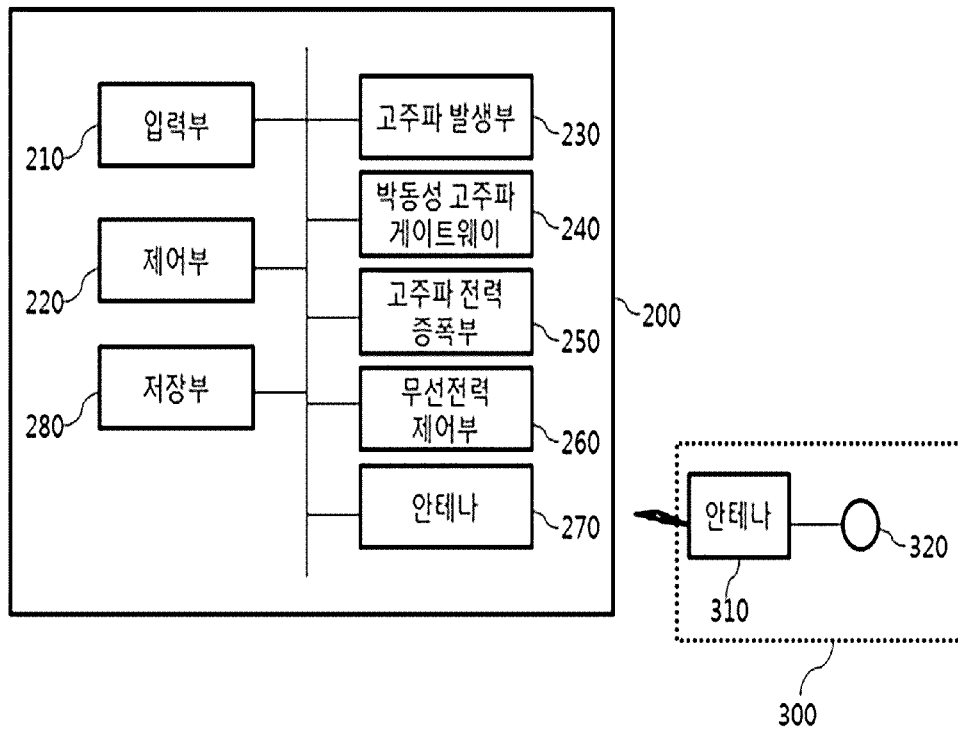 입력부
210
제어부
220
저장부
280
고주파 발생부
230
박동성 고주파
게이트웨이
240
고주파 전력
증폭부
250
무선전력
제어부
260
안테나
270
200
안테나
310
320
300